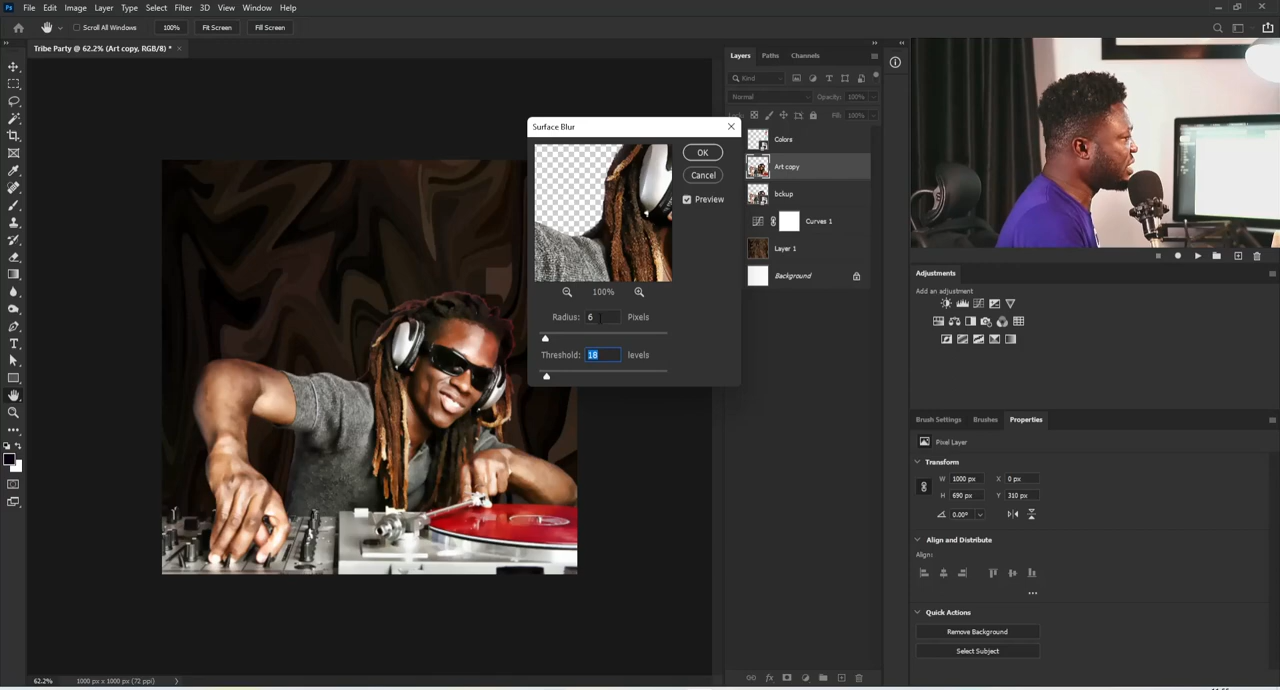 Ps File Edit Image Layer Type Select Filter 3D View Window Help
Scroll All Windows 100% Fit Screen Fill Screen
Tribe Party @ 62.2% (Art copy, RGB/8) *
Layers Paths Channels
Kind
Normal Opacity: 100%
Fill: 100%
Surface Blur
OK
Cancel
Preview
100%
Radius: 6 Pixels
Threshold: 18 levels
Colors
Art copy
bckup
Curves 1
Layer 1
Background
Adjustments
Add an adjustment
Brush Settings Brushes Properties
Pixel Layer
Transform
W 1000 px X 0 px
H 690 px Y 310 px
0.00°
Align and Distribute
Align:
Quick Actions
Remove Background
Select Subject
62.2% 1000 px x 1000 px (72 ppi)